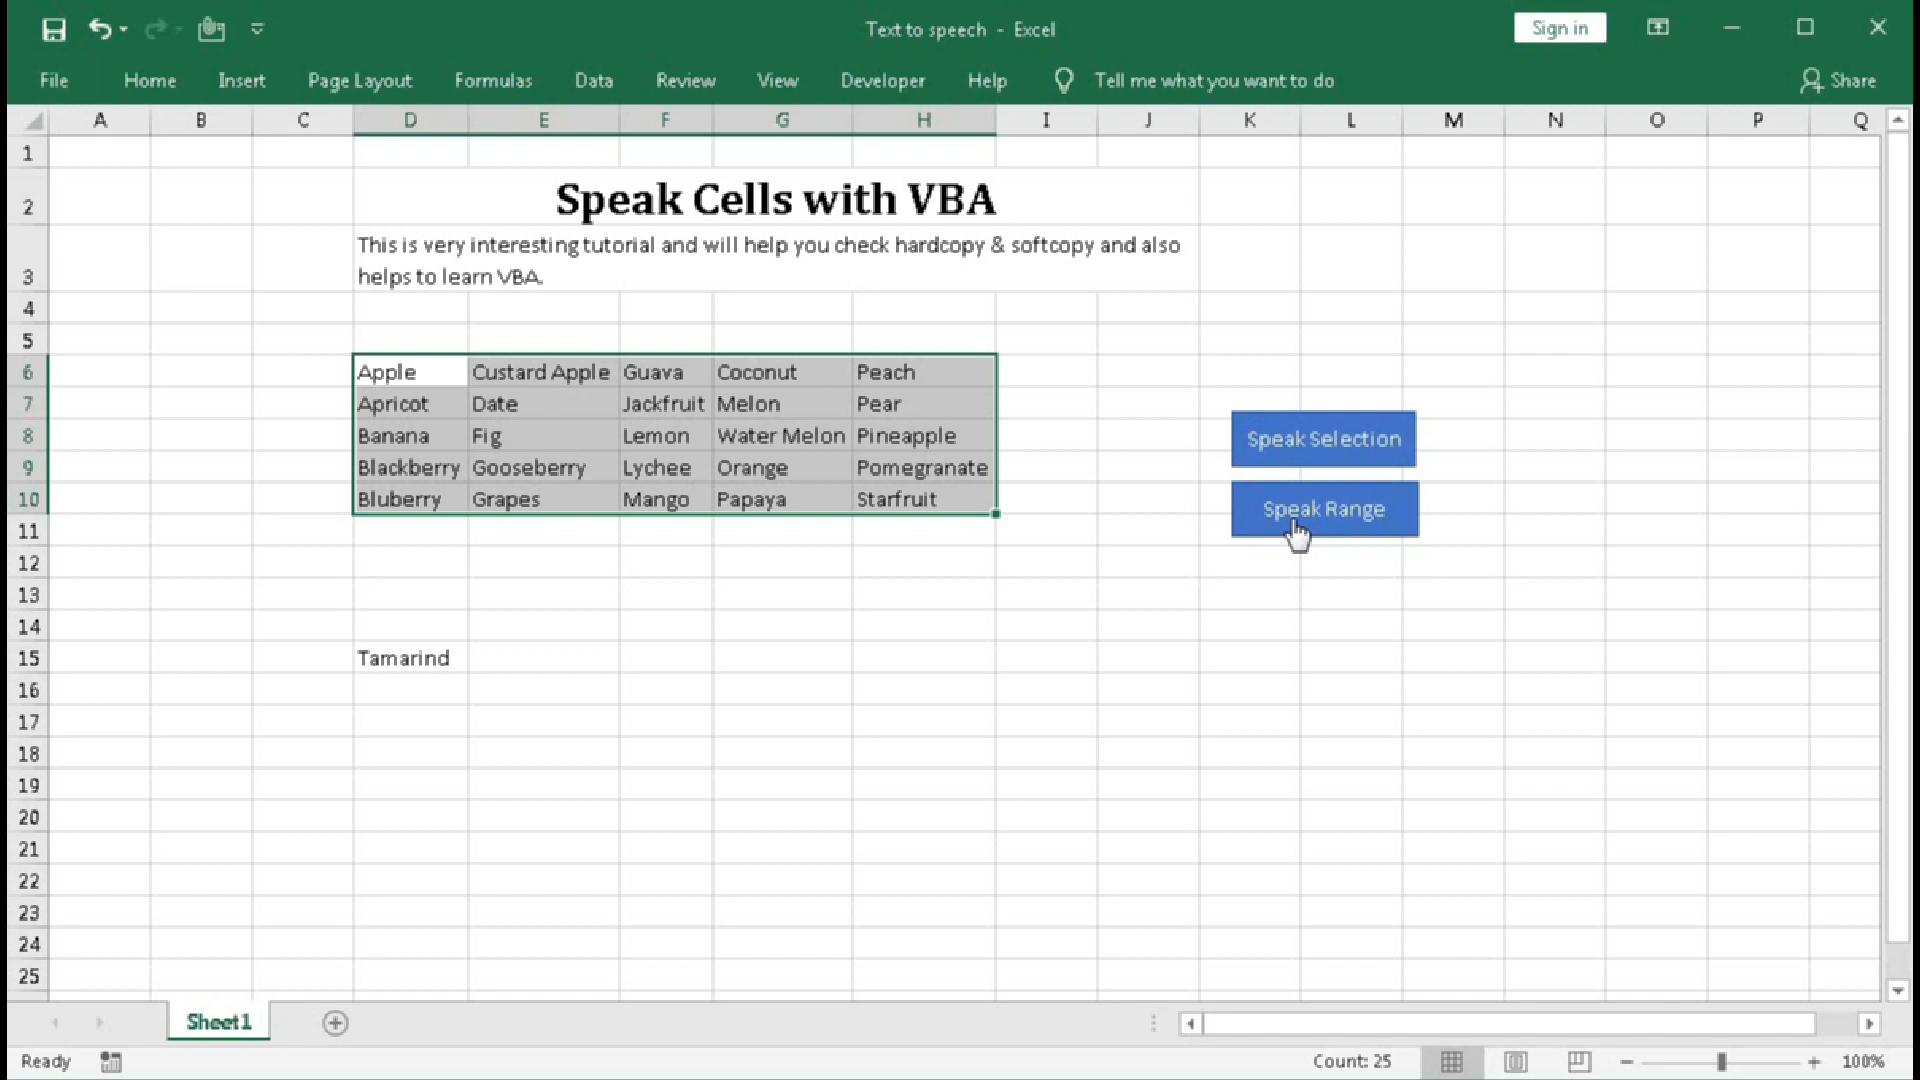 Text to speech - Excel
Sign in
File Home Insert Page Layout Formulas Data Review View Developer Help Tell me what you want to do Share
A B C D E F G H I J K L M N O P Q
1
2 Speak Cells with VBA
This is very interesting tutorial and will help you check hardcopy & softcopy and also
3 helps to learn VBA.
4
5
6 Apple Custard Apple Guava Coconut Peach
7 Apricot Date Jackfruit Melon Pear
8 Banana Fig Lemon Water Melon Pineapple
Speak Selection
9 Blackberry Gooseberry Lychee Orange Pomegranate
10 Bluberry Grapes Mango Papaya Starfruit
Speak Range
11
12
13
14
15 Tamarind
16
17
18
19
20
21
22
23
24
25
Sheet1
Ready Count: 25 100%